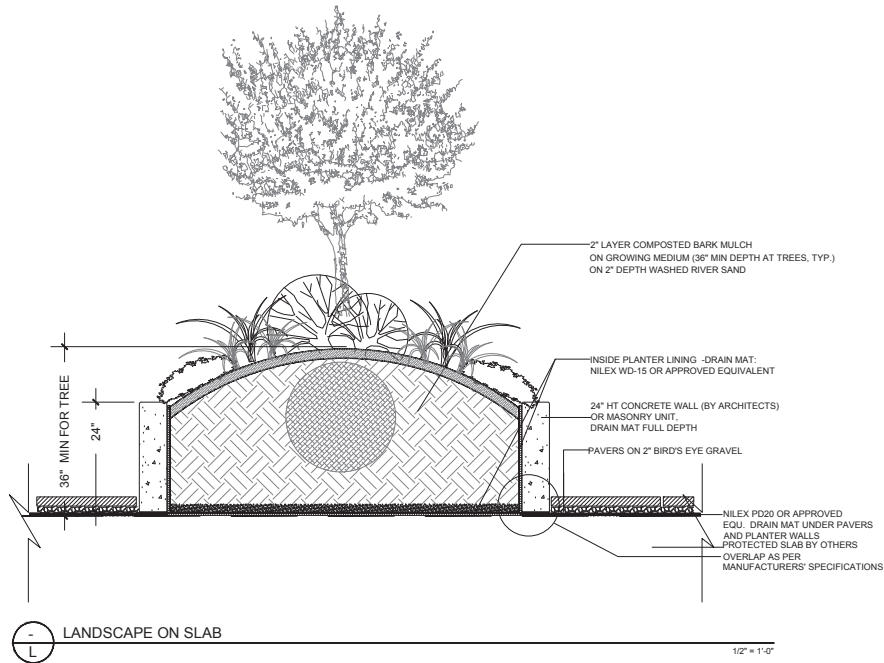 2" LAYER COMPOSTED BARK MULCH
ON GROWING MEDIUM (36" MIN DEPTH AT TREES, TYP.)
ON 2" DEPTH WASHED RIVER SAND
INSIDE PLANTER LINING -DRAIN MAT:
NILEX WD-15 OR APPROVED EQUIVALENT
24" HT CONCRETE WALL (BY ARCHITECTS)
OR MASONRY UNIT,
DRAIN MAT FULL DEPTH
PAVERS ON 2" BIRD'S EYE GRAVEL
36" MIN FOR TREE
24"
NILEX PD20 OR APPROVED
EQU. DRAIN MAT UNDER PAVERS
AND PLANTER WALLS
PROTECTED SLAB BY OTHERS
OVERLAP AS PER
MANUFACTURERS' SPECIFICATIONS
-
L
LANDSCAPE ON SLAB
1/2" = 1'-0"